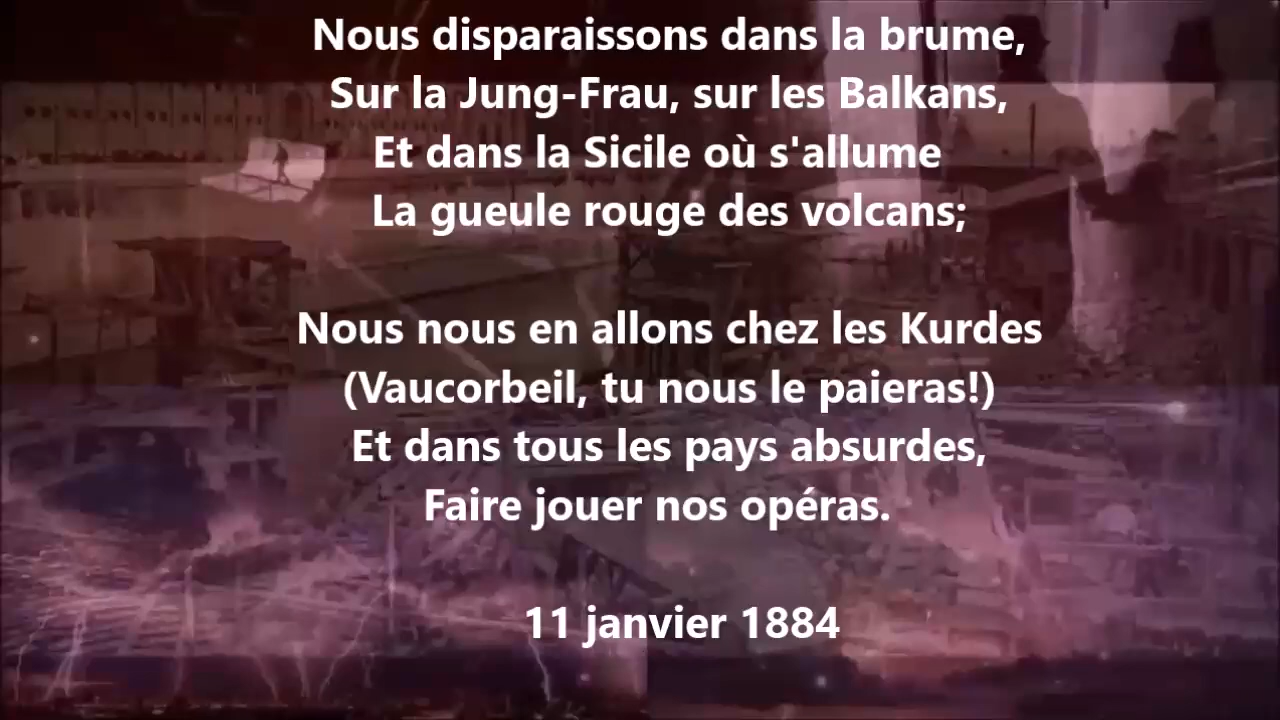 Nous disparaissons dans la brume,
Sur la Jung-Frau, sur les Balkans,
Et dans la Sicile où s'allume
La gueule rouge des volcans;
Nous nous en allons chez les Kurdes
(Vaucorbeil, tu nous le paieras!)
Et dans tous les pays absurdes,
Faire jouer nos opéras.
11 janvier 1884